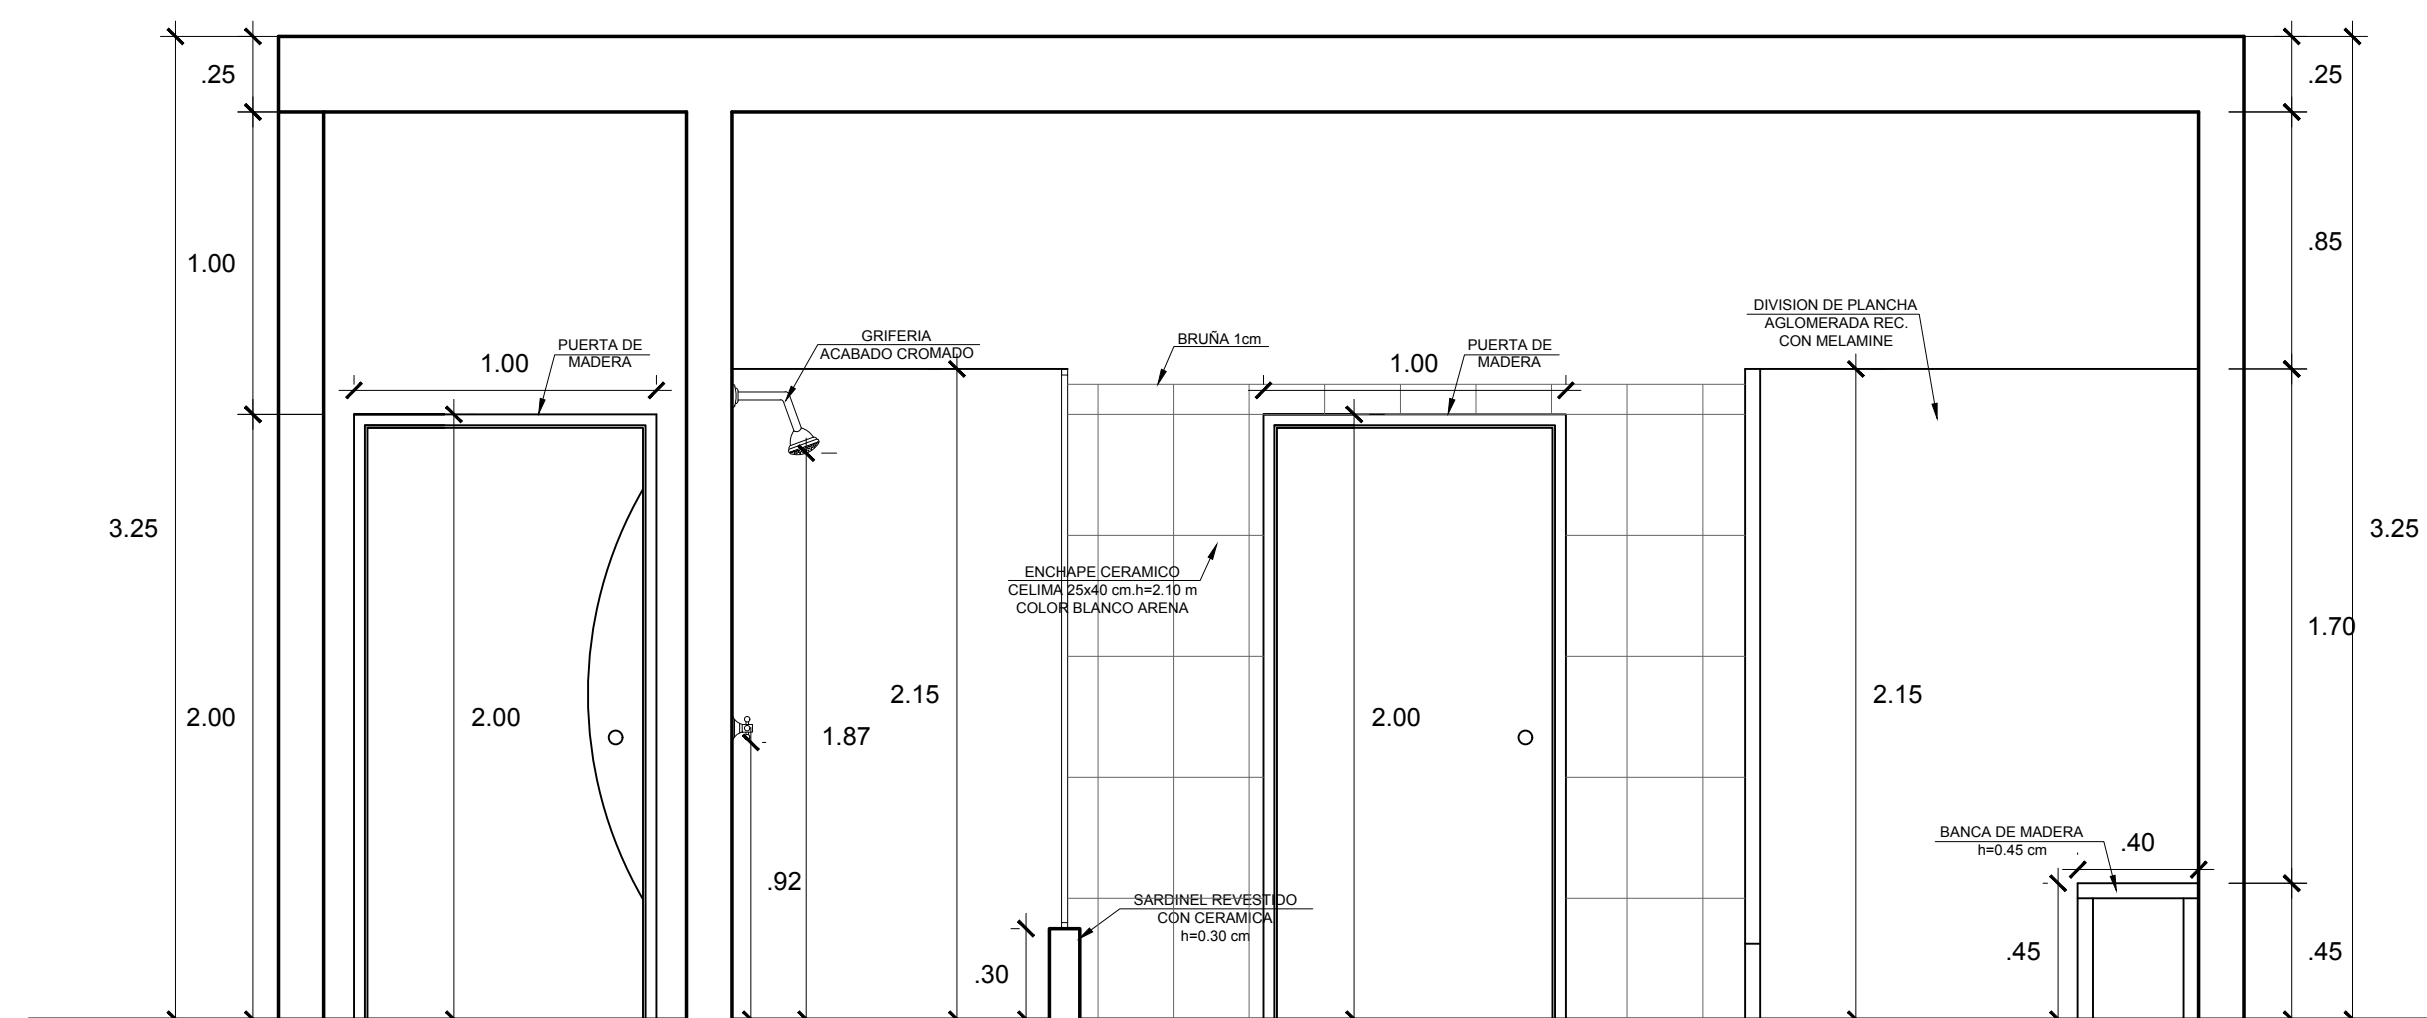 .25
.25
1.00
.85
DIVISION DE PLANCHA
AGLOMERADA REC.
CON MELAMINE
GRIFERIA
ACABADO CROMADO
BRUÑA 1cm
PUERTA DE
MADERA
1.00
PUERTA DE
MADERA
1.00
3.25
3.25
ENCHAPE CERAMICO
CELIMA 25x40 cm.h=2.10 m
COLOR BLANCO ARENA
1.70
2.00
2.00
1.87
2.15
2.00
2.15
BANCA DE MADERA
h=0.45 cm
.40
.92
SARDINEL REVESTIDO
CON CERAMICA
h=0.30 cm
.30
.45
.45